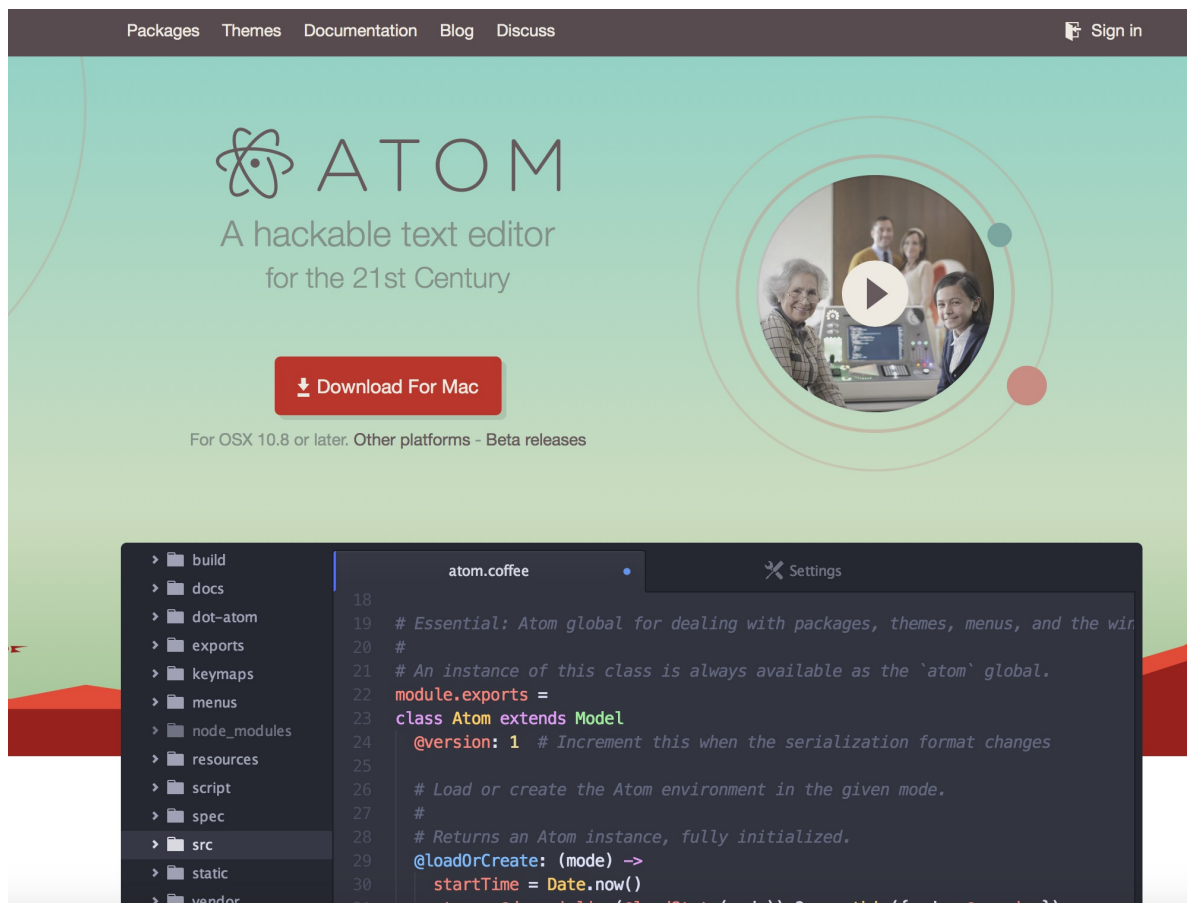 Packages Themes Documentation Blog Discuss Sign in
ATOM
A hackable text editor
for the 21st Century
Download For Mac
For OSX 10.8 or later. Other platforms - Beta releases
build
docs
dot-atom
exports
keymaps
menus
node_modules
resources
script
spec
src
static
vendor
atom.coffee Settings
18
19 # Essential: Atom global for dealing with packages, themes, menus, and the win
20 #
21 # An instance of this class is always available as the `atom` global.
22 module.exports =
23 class Atom extends Model
24 @version: 1 # Increment this when the serialization format changes
25
26 # Load or create the Atom environment in the given mode.
27 #
28 # Returns an Atom instance, fully initialized.
29 @loadOrCreate: (mode) ->
30 startTime = Date.now()